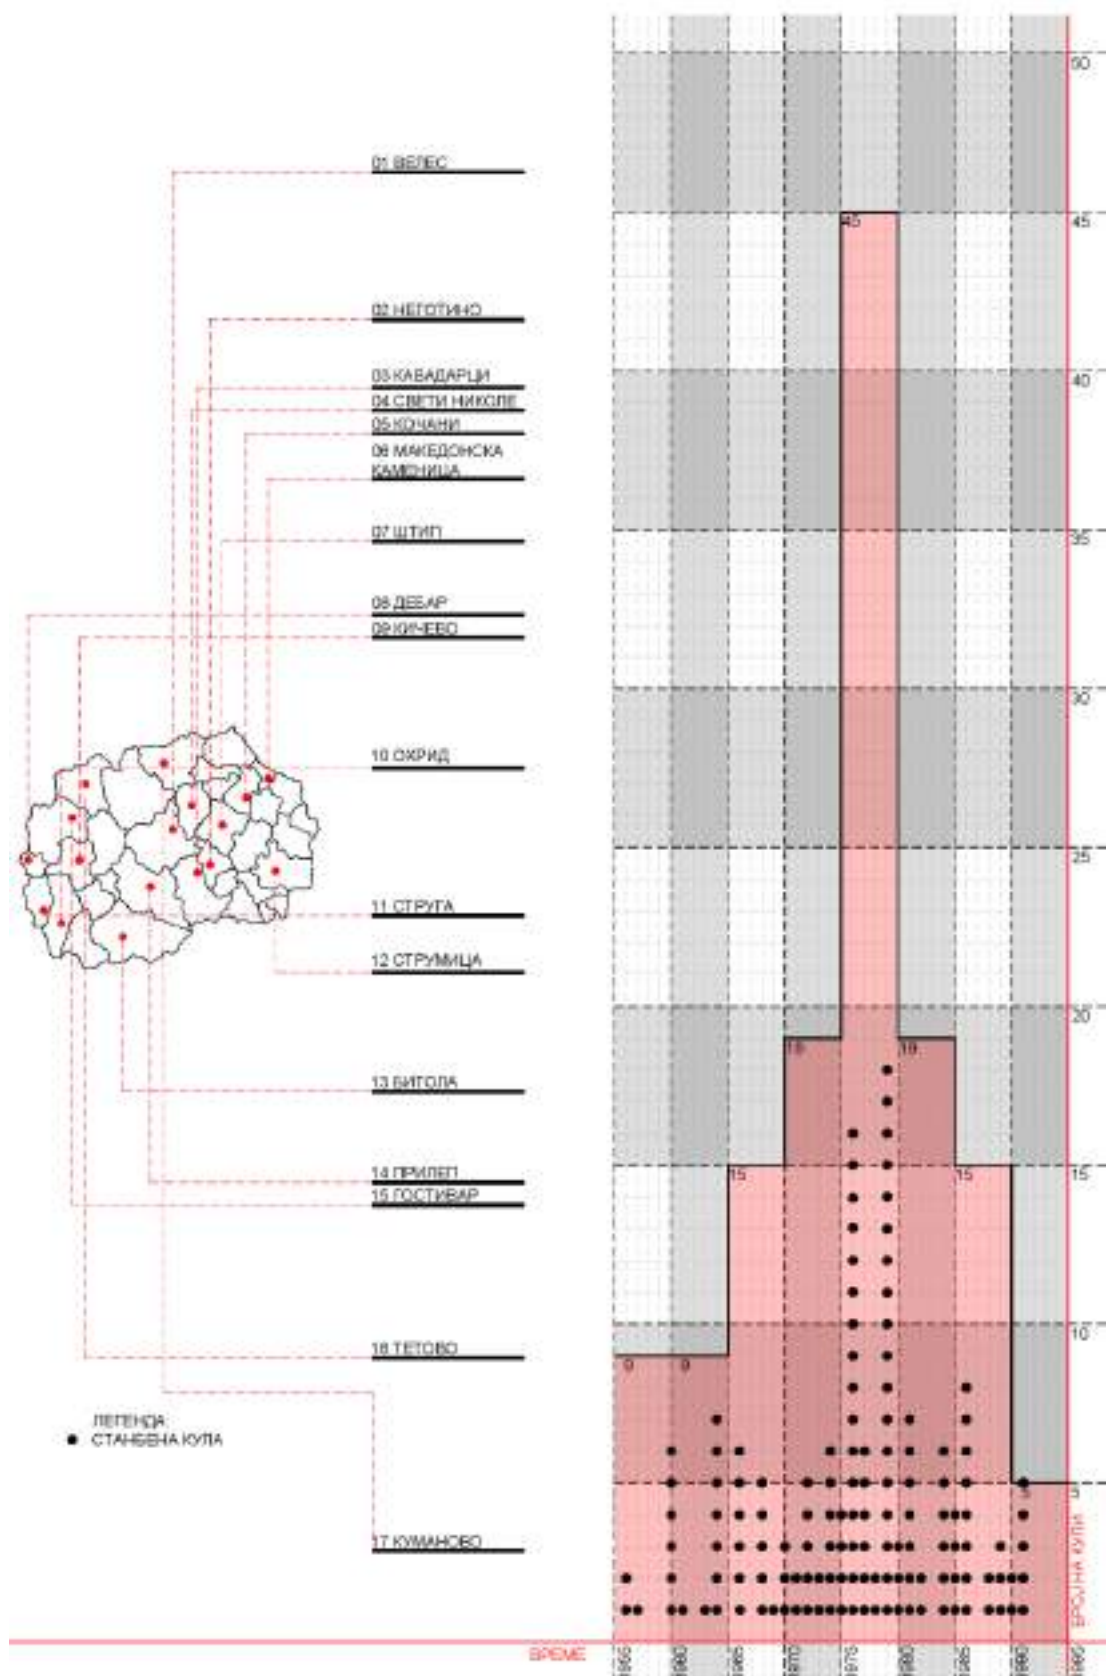 01 ВЕЛЕС
02 НЕГОТИНО
03 КАВАДАРЦИ
04 СВЕТИ НИКОЛЕ
05 КОЧАНИ
06 МАКЕДОНСКА
КАМЕНИЦА
07 ШТИП
08 ДЕБАР
09 КИЧЕВО
10 ОХРИД
11 СТРУГА
12 СТРУМИЦА
13 БИТОЛА
14 ПРИЛЕП
15 ГОСТИВАР
16 ТЕТОВО
17 КУМАНОВО
ЛЕГЕНДА
СТАНБЕНА КУЛА
50
45
45
40
35
30
25
20
19
19
15
15
15
10
9
9
5
5
БРОЈ НА КУЛИ
ВРЕМЕ
1955
1960
1965
1970
1975
1980
1985
1990
1995